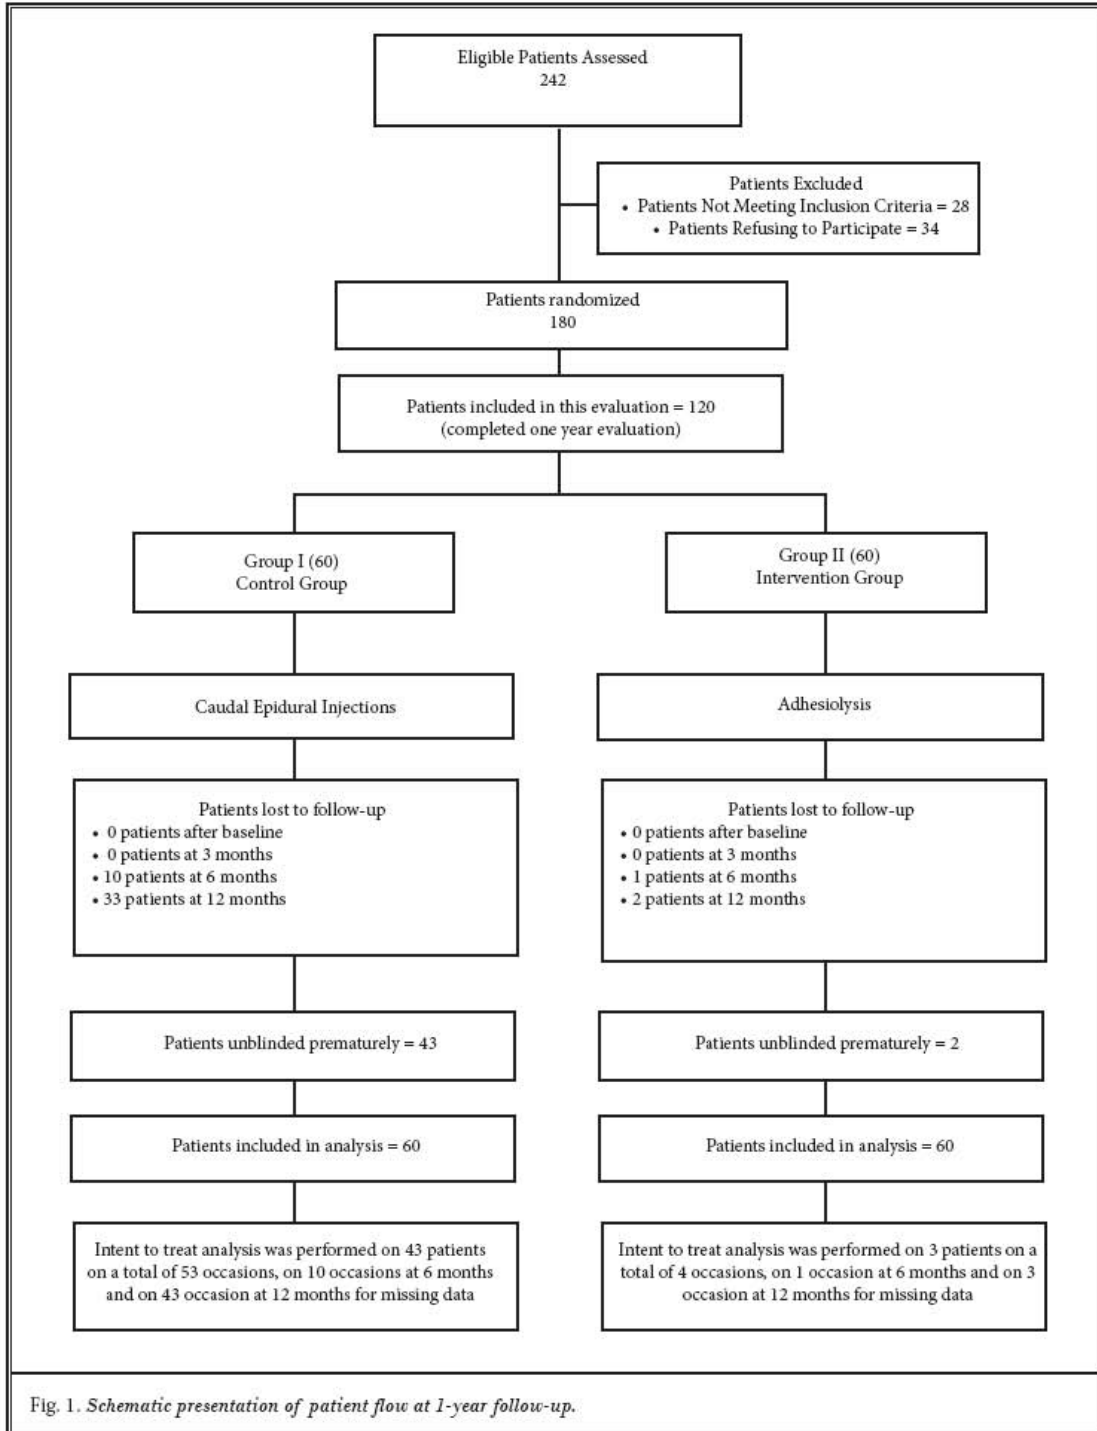 Eligible Patients Assessed
242
Patients Excluded
• Patients Not Meeting Inclusion Criteria = 28
• Patients Refusing to Participate = 34
Patients randomized
180
Patients included in this evaluation = 120
(completed one year evaluation)
Group I (60)
Control Group
Group II (60)
Intervention Group
Caudal Epidural Injections
Adhesiolysis
Patients lost to follow-up
• 0 patients after baseline
• 0 patients at 3 months
• 10 patients at 6 months
• 33 patients at 12 months
Patients lost to follow-up
• 0 patients after baseline
• 0 patients at 3 months
• 1 patients at 6 months
• 2 patients at 12 months
Patients unblinded prematurely = 43
Patients unblinded prematurely = 2
Patients included in analysis = 60
Patients included in analysis = 60
Intent to treat analysis was performed on 43 patients
on a total of 53 occasions, on 10 occasions at 6 months
and on 43 occasion at 12 months for missing data
Intent to treat analysis was performed on 3 patients on a
total of 4 occasions, on 1 occasion at 6 months and on 3
occasion at 12 months for missing data
Fig. 1. Schematic presentation of patient flow at 1-year follow-up.